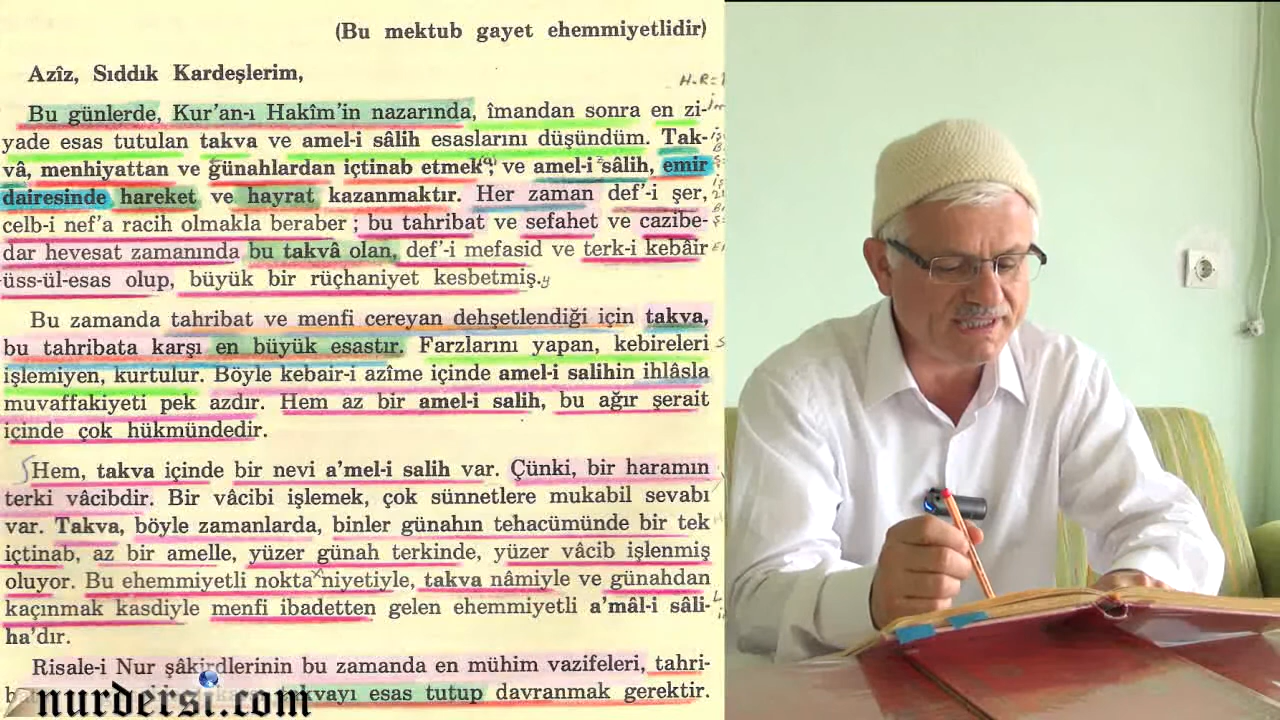 (Bu mektub gayet ehemmiyetlidir)
Azîz, Sıddık Kardeşlerim,
Bu günlerde, Kur'an-ı Hakîm'in nazarında, îmandan sonra en zi-
yade esas tutulan takva ve amel-i sâlih esaslarını düşündüm. Tak-
vâ, menhiyattan ve günahlardan içtinab etmek; ve amel-i sâlih, emir
dairesinde hareket ve hayrat kazanmaktır. Her zaman def'-i şer,
celb-i nef'a racih olmakla beraber; bu tahribat ve sefahet ve cazibe-
dar hevesat zamanında bu takvâ olan, def'-i mefasid ve terk-i kebâir
üss-ül-esas olup, büyük bir rüçhaniyet kesbetmiş.
Bu zamanda tahribat ve menfi cereyan dehşetlendiği için takva,
bu tahribata karşı en büyük esastır. Farzlarını yapan, kebireleri
işlemiyen, kurtulur. Böyle kebair-i azîme içinde amel-i salihin ihlâsla
muvaffakiyeti pek azdır. Hem az bir amel-i salih, bu ağır şerait
içinde çok hükmündedir.
Hem, takva içinde bir nevi a'mel-i salih var. Çünki, bir haramın
terki vâcibdir. Bir vâcibi işlemek, çok sünnetlere mukabil sevabı
var. Takva, böyle zamanlarda, binler günahın tehacümünde bir tek
içtinab, az bir amelle, yüzer günah terkinde, yüzer vâcib işlenmiş
oluyor. Bu ehemmiyetli nokta niyetiyle, takva nâmiyle ve günahdan
kaçınmak kasdiyle menfi ibadetten gelen ehemmiyetli a'mâl-i sâli-
ha'dır.
Risale-i Nur şâkirdlerinin bu zamanda en mühim vazifeleri, tahri-
takvayı esas tutup davranmak gerektir.
nurdersi.com